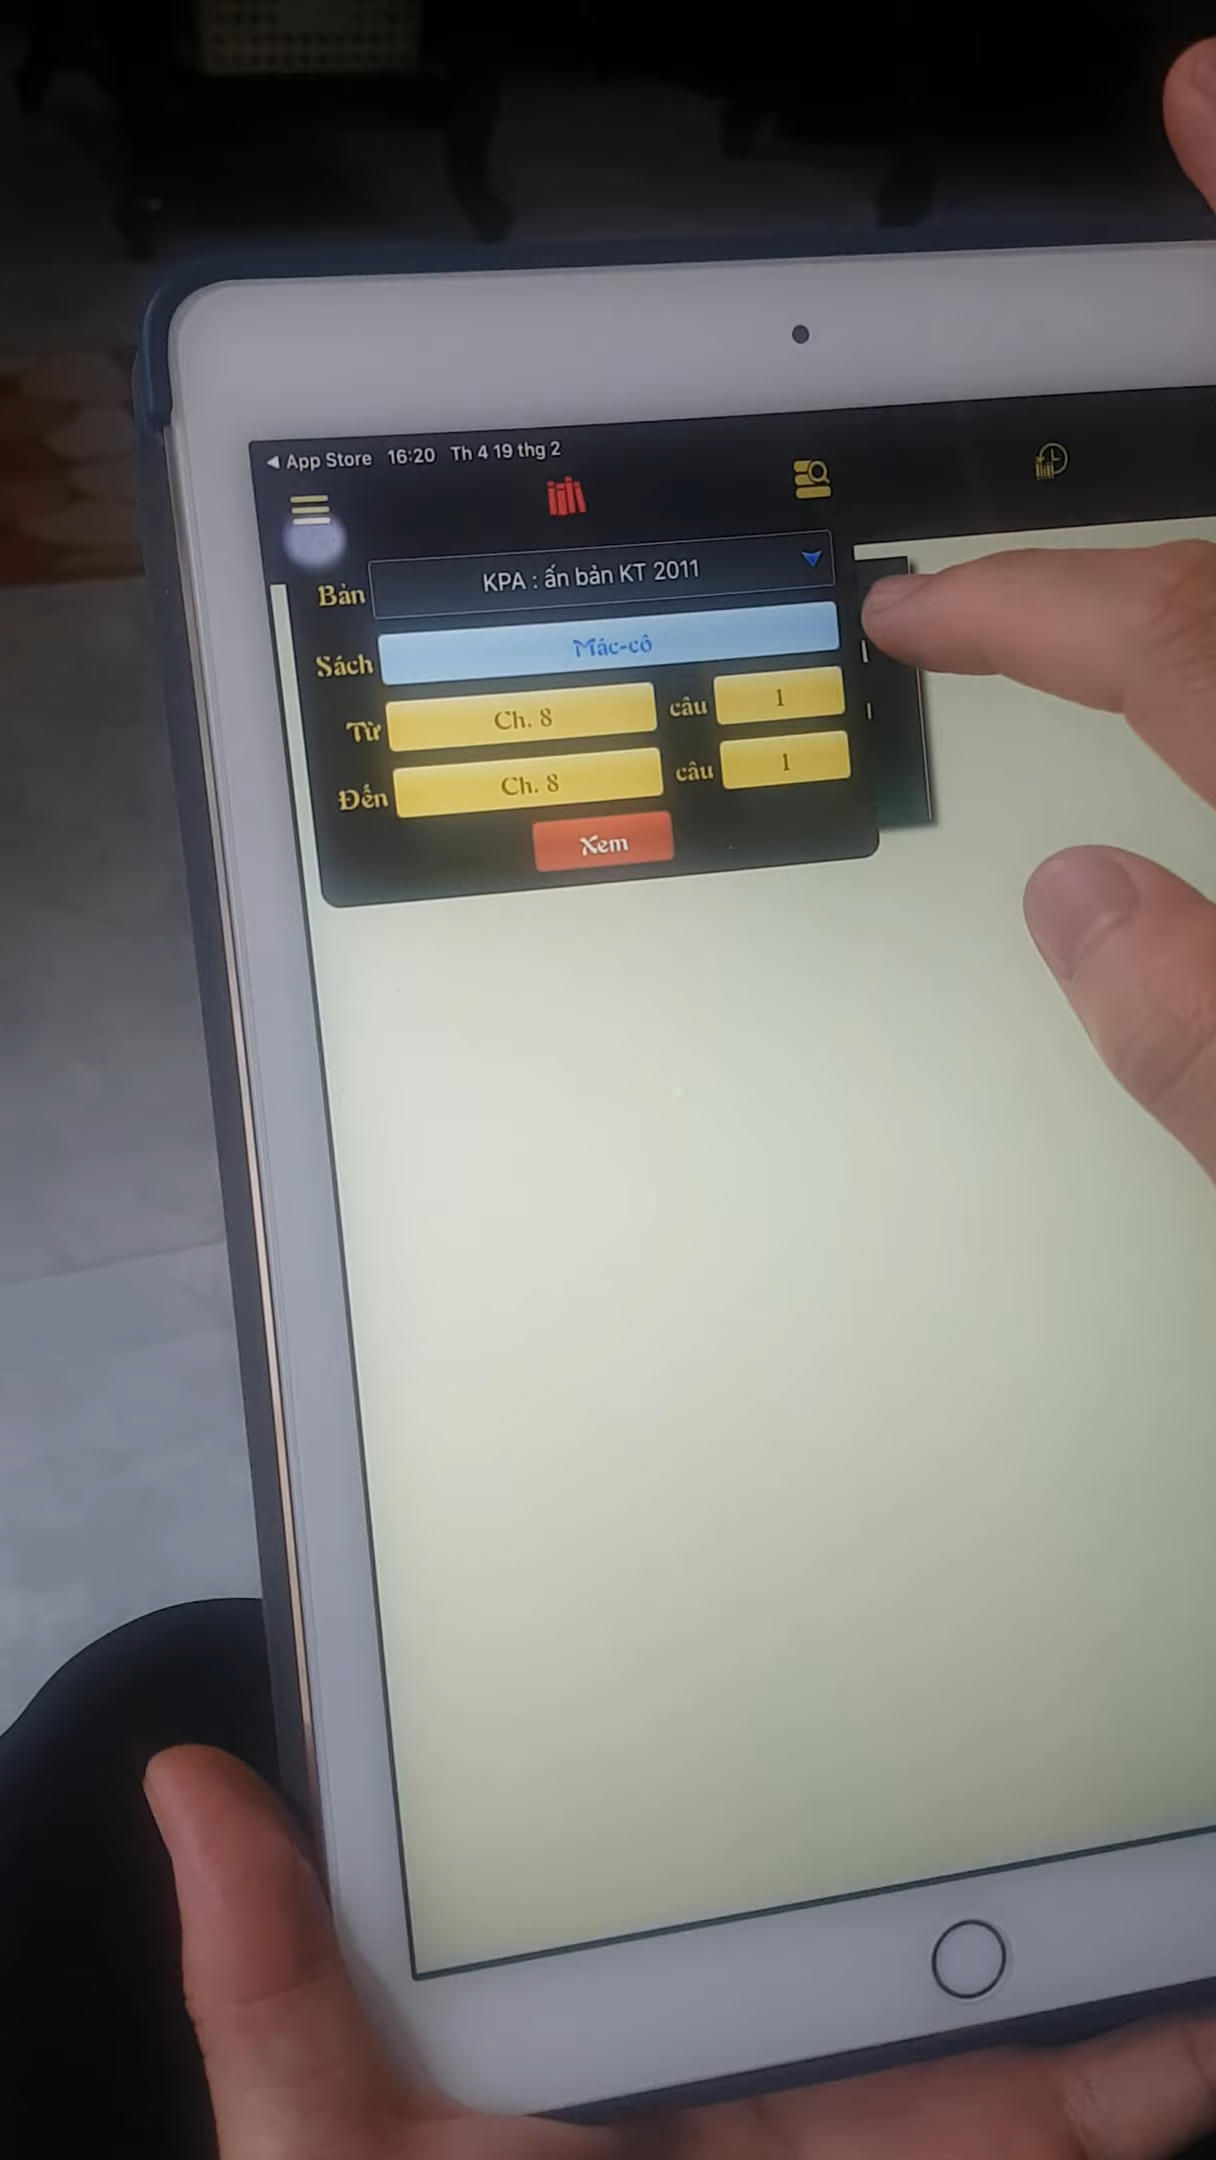 App Store 16:20 Th 4 19 thg 2
Bản KPA : ấn bản KT 2011
Sách Mác-cô
Từ Ch. 8 câu 1
Đến Ch. 8 câu 1
Xem